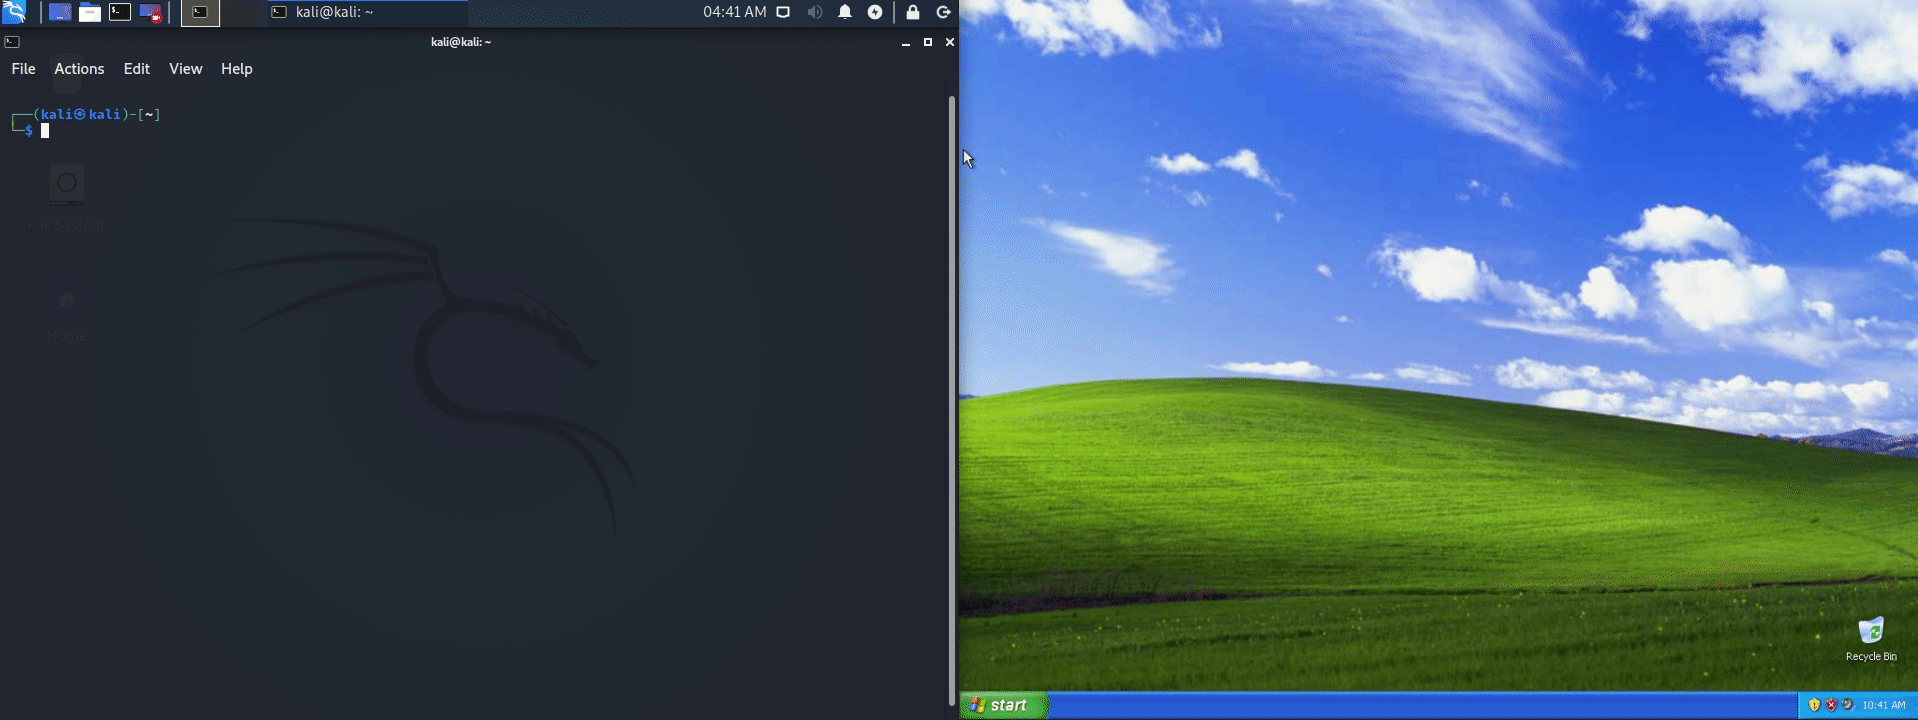 kali@kali: ~
04:41 AM
kali@kali: ~
File Actions Edit View Help
┌──(kali㉿kali)-[~]
└─$
File System
Home
Recycle Bin
start
10:41 AM